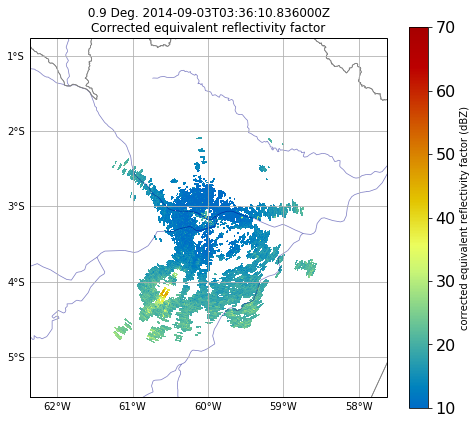 0.9 Deg. 2014-09-03T03:36:10.836000Z
Corrected equivalent reflectivity factor
1°S
2°S
3°S
4°S
5°S
62°W
61°W
60°W
59°W
58°W
70
60
50
40
30
20
10
corrected equivalent reflectivity factor (dBZ)